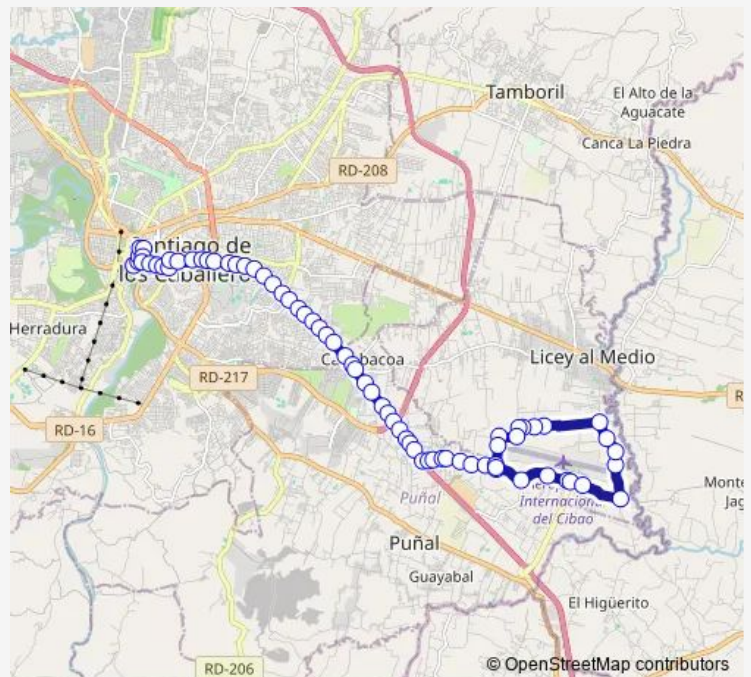 Tamboril
El Alto de la
Aguacate
Canca La Piedra
RD-208
Santiago de
los Caballeros
Herradura
Licey al Medio
RD-217
RD-16
Puñal
Internacional
del Cibao
Puñal
Guayabal
El Higüerito
RD-206
© OpenStreetMap contributors